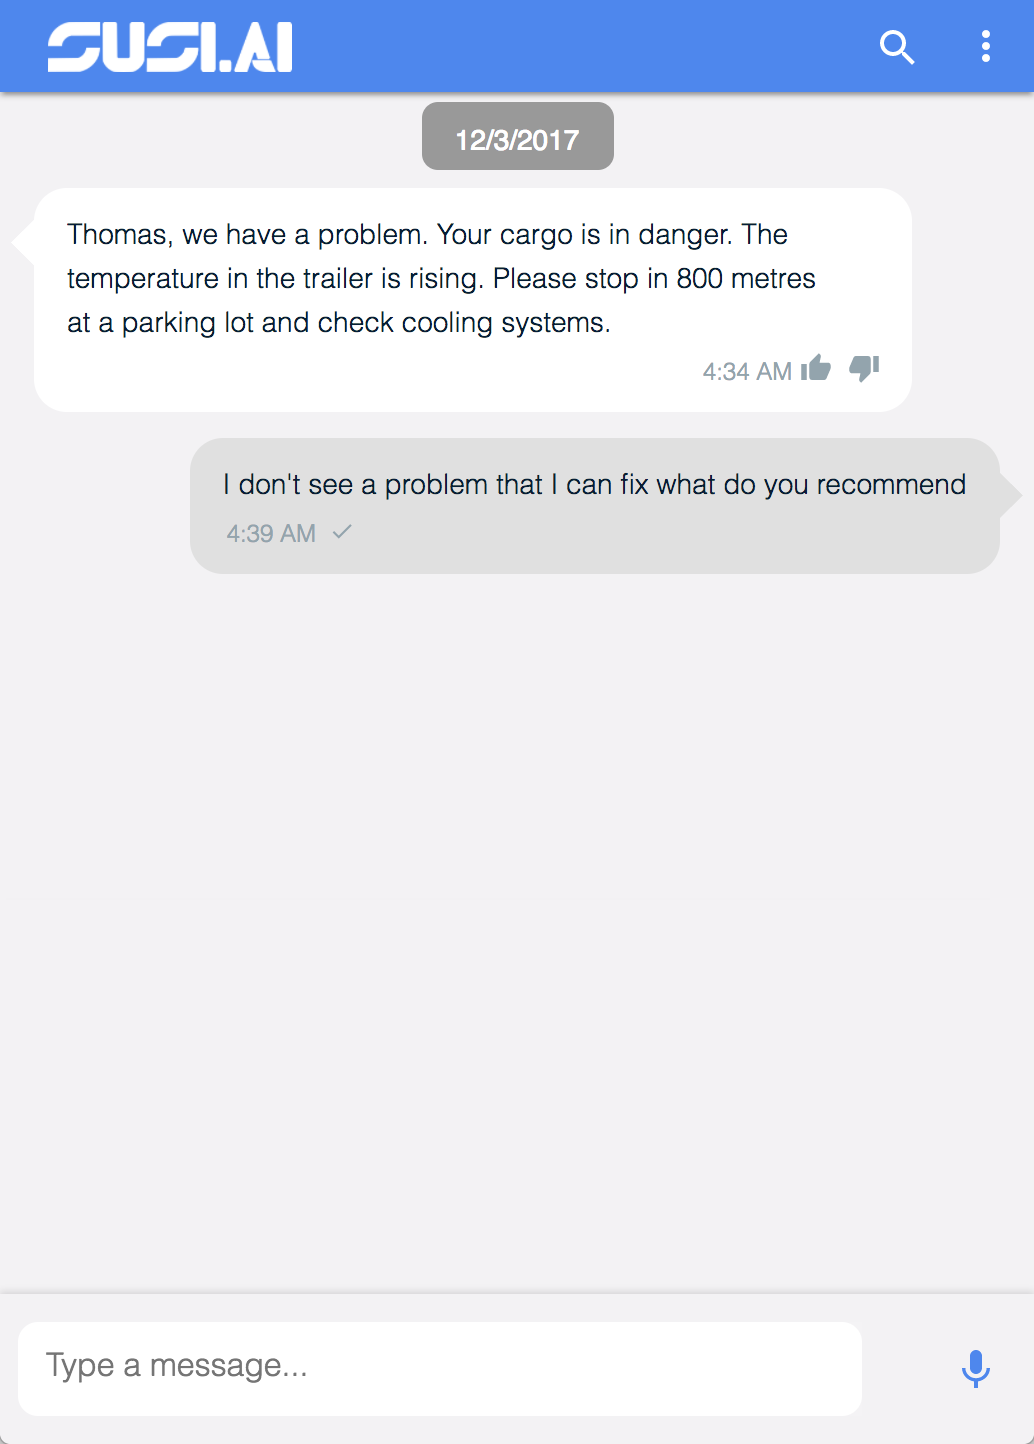 SUSI.AI
12/3/2017
Thomas, we have a problem. Your cargo is in danger. The
temperature in the trailer is rising. Please stop in 800 metres
at a parking lot and check cooling systems.
4:34 AM
I don't see a problem that I can fix what do you recommend
4:39 AM
Type a message...